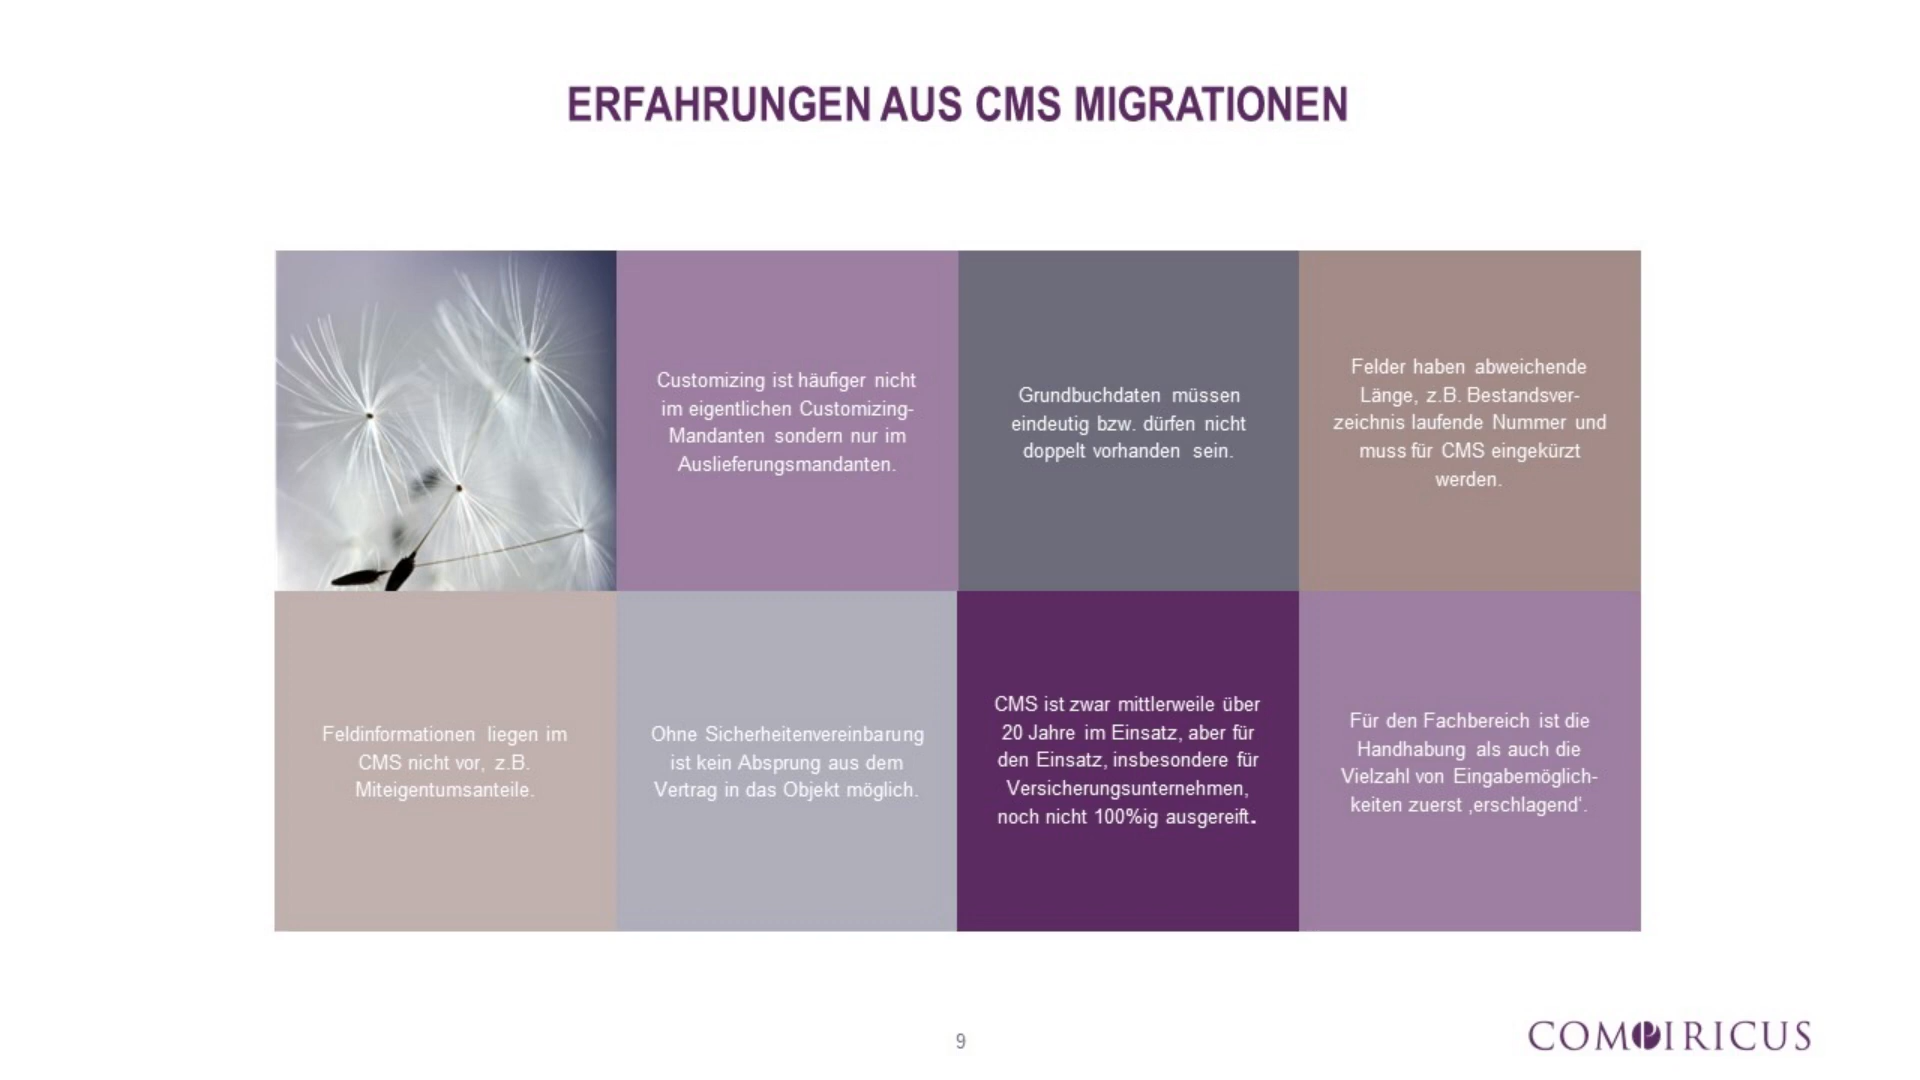 ERFAHRUNGEN AUS CMS MIGRATIONEN
Customizing ist häufiger nicht
im eigentlichen Customizing-
Mandanten sondern nur im
Auslieferungsmandanten.
Grundbuchdaten müssen
eindeutig bzw. dürfen nicht
doppelt vorhanden sein.
Felder haben abweichende
Länge, z.B. Bestandsver-
zeichnis laufende Nummer und
muss für CMS eingekürzt
werden.
Feldinformationen liegen im
CMS nicht vor, z.B.
Miteigentumsanteile.
Ohne Sicherheitenvereinbarung
ist kein Absprung aus dem
Vertrag in das Objekt möglich.
CMS ist zwar mittlerweile über
20 Jahre im Einsatz, aber für
den Einsatz, insbesondere für
Versicherungsunternehmen,
noch nicht 100%ig ausgereift.
Für den Fachbereich ist die
Handhabung als auch die
Vielzahl von Eingabemöglich-
keiten zuerst ‚erschlagend‘.
9
COMPIRICUS